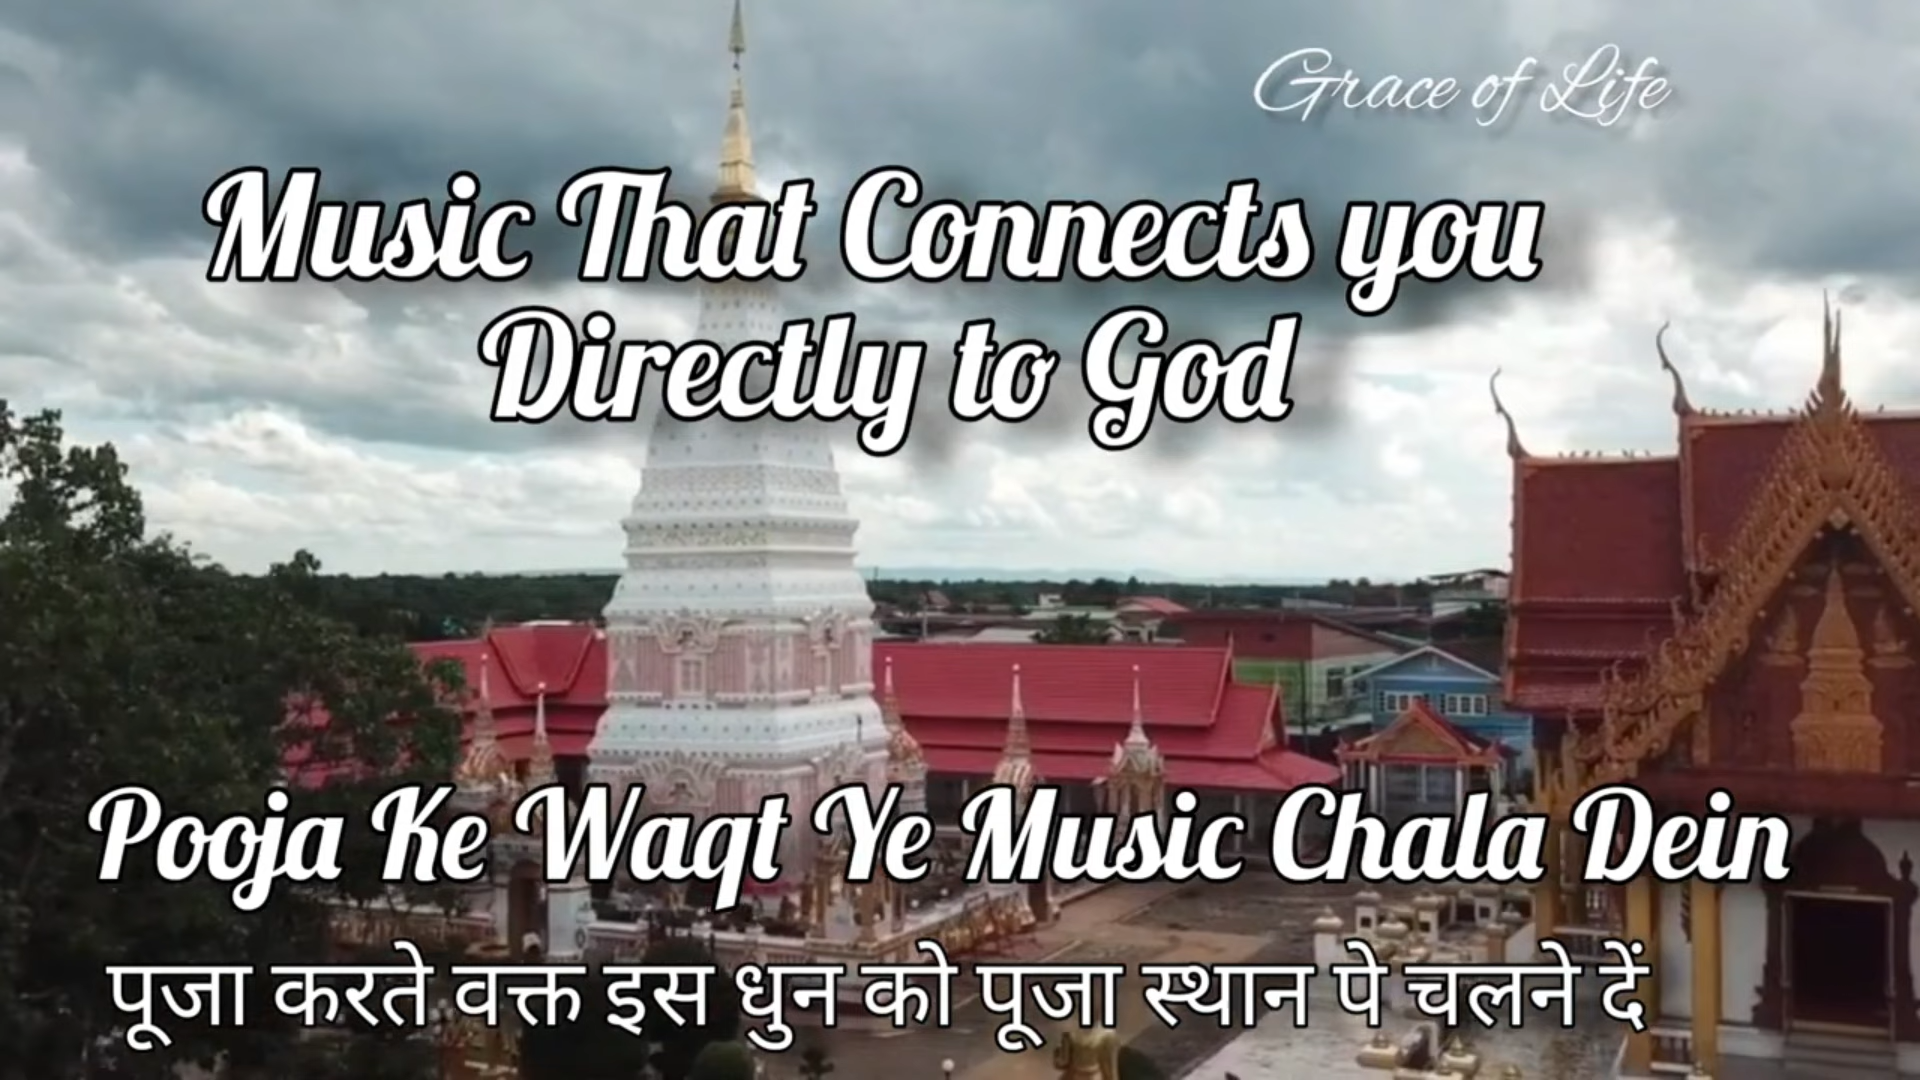 Grace of Life
Music That Connects you
Directly to God
Pooja Ke Waqt Ye Music Chala Dein
पूजा करते वक्त इस धुन को पूजा स्थान पे चलने दें